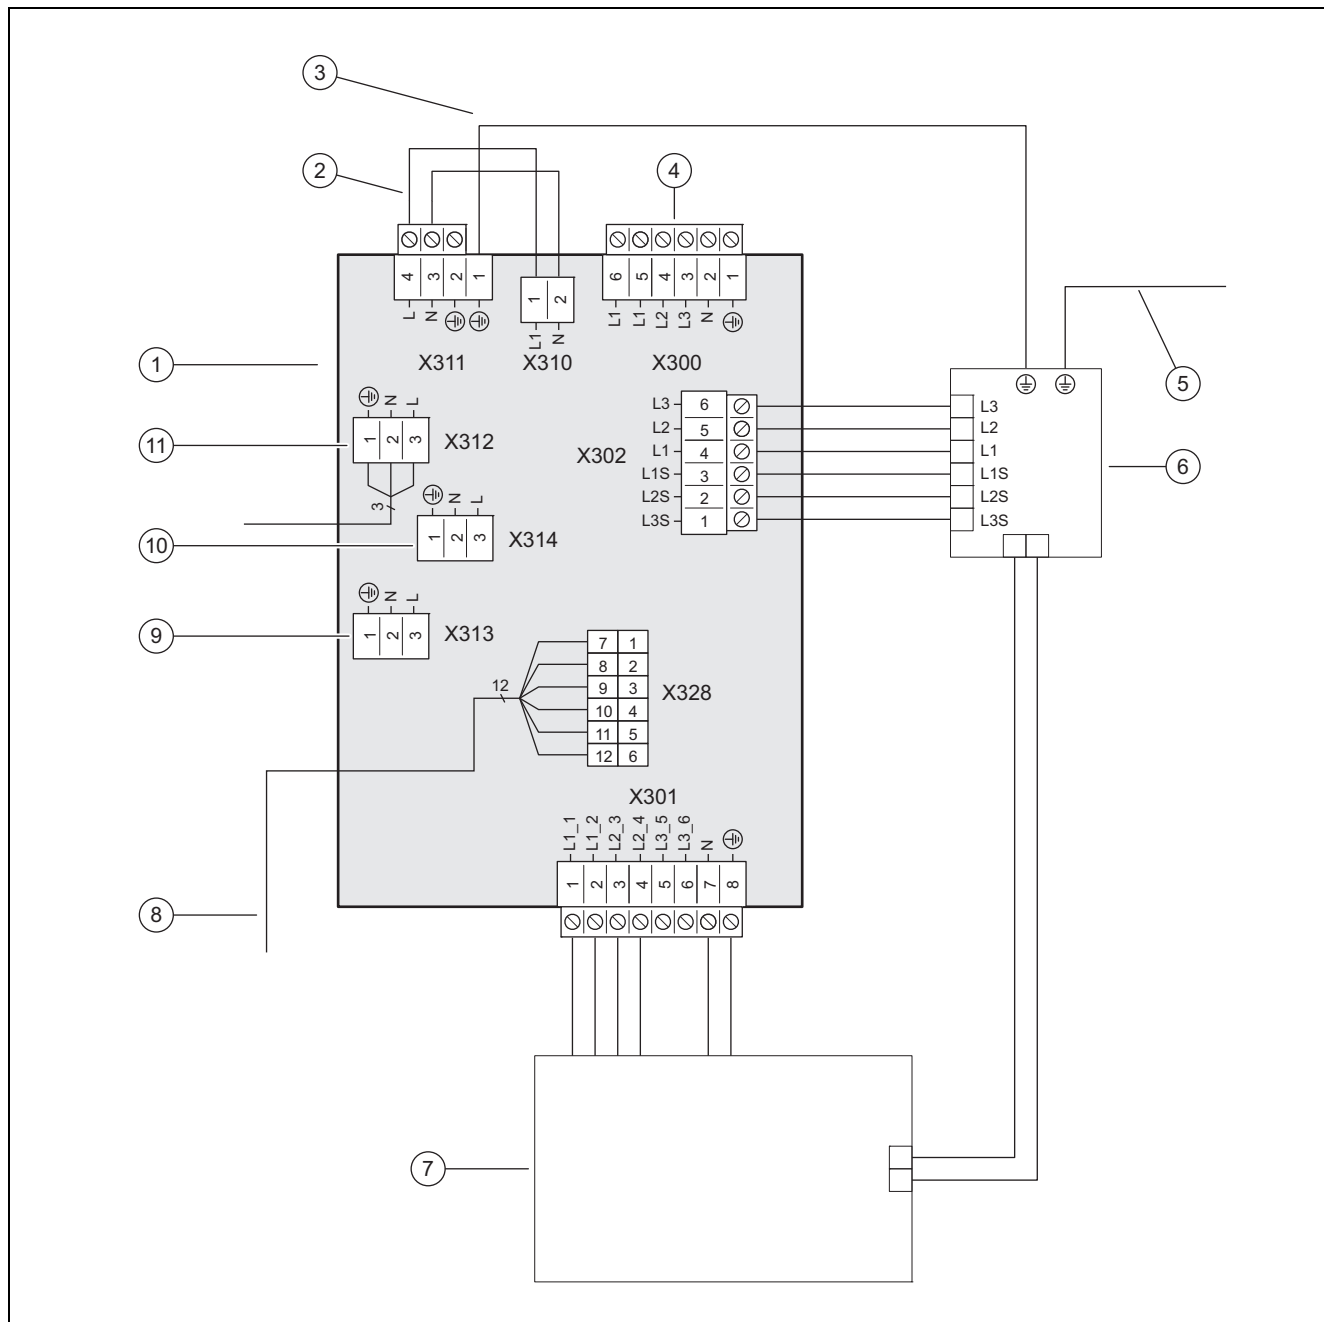 3
2
4
4 3 2 1
L N
1 2
L1 N
6 5 4 3 2 1
L1 L1 L2 L3 N
X311
X310
X300
1
5
N L
1 2 3
X312
11
3
X302
L3 6
L2 5
L1 4
L1S 3
L2S 2
L3S 1
L3
L2
L1
L1S
L2S
L3S
6
N L
1 2 3
X314
10
N L
1 2 3
X313
9
12
7 1
8 2
9 3
10 4
11 5
12 6
X328
X301
L1_1 L1_2 L2_3 L2_4 L3_5 L3_6 N
1 2 3 4 5 6 7 8
8
7